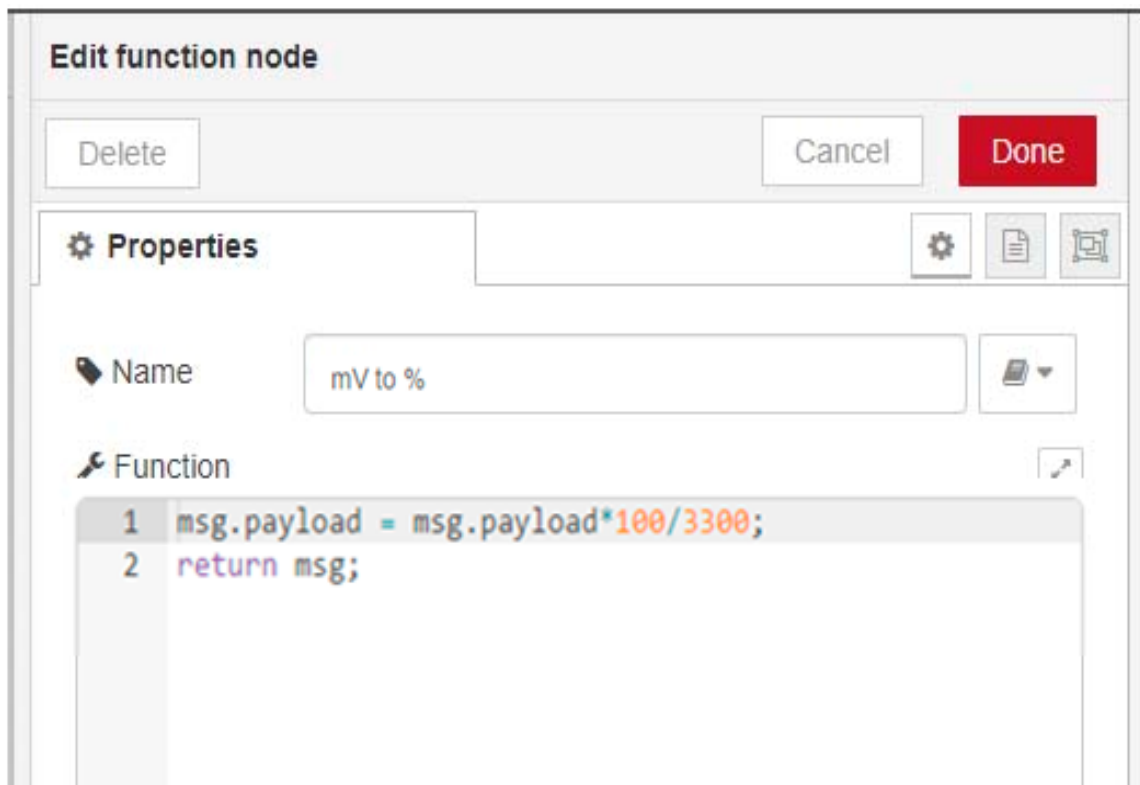 Edit function node
Delete Cancel Done
Properties
Name mV to %
Function
1 msg.payload = msg.payload*100/3300;
2 return msg;